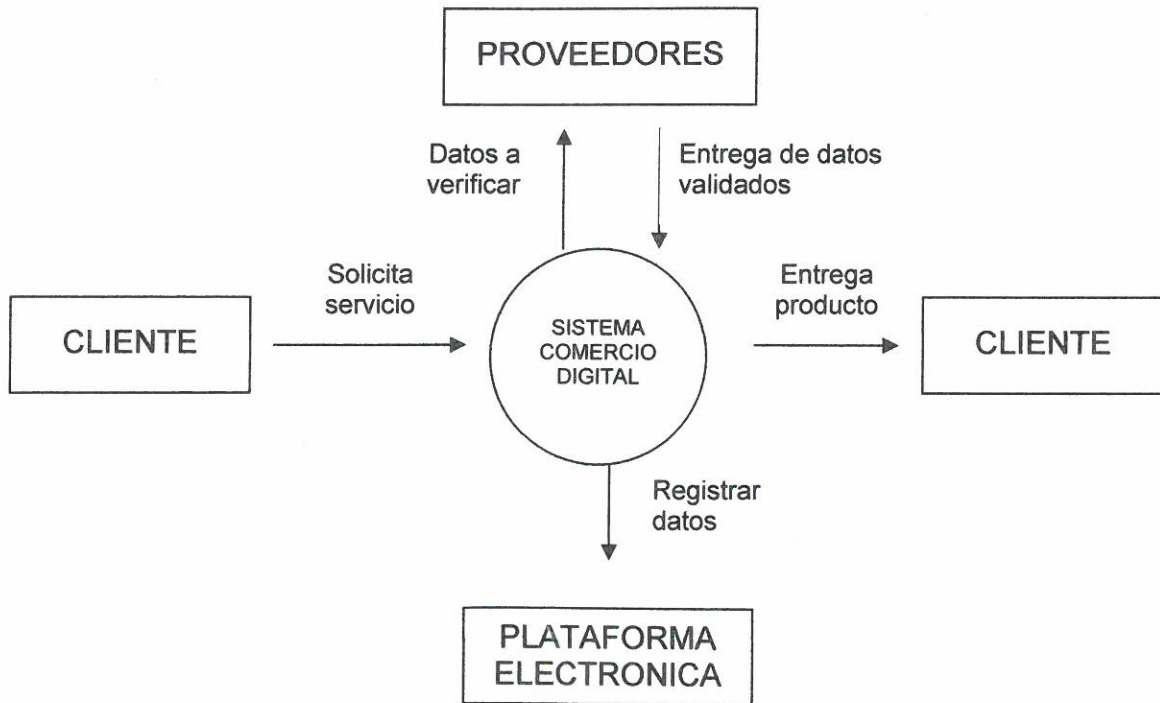 PROVEEDORES
Datos a
verificar
Entrega de datos
validados
Solicita
servicio
Entrega
producto
CLIENTE
SISTEMA
COMERCIO
DIGITAL
CLIENTE
Registrar
datos
PLATAFORMA
ELECTRONICA